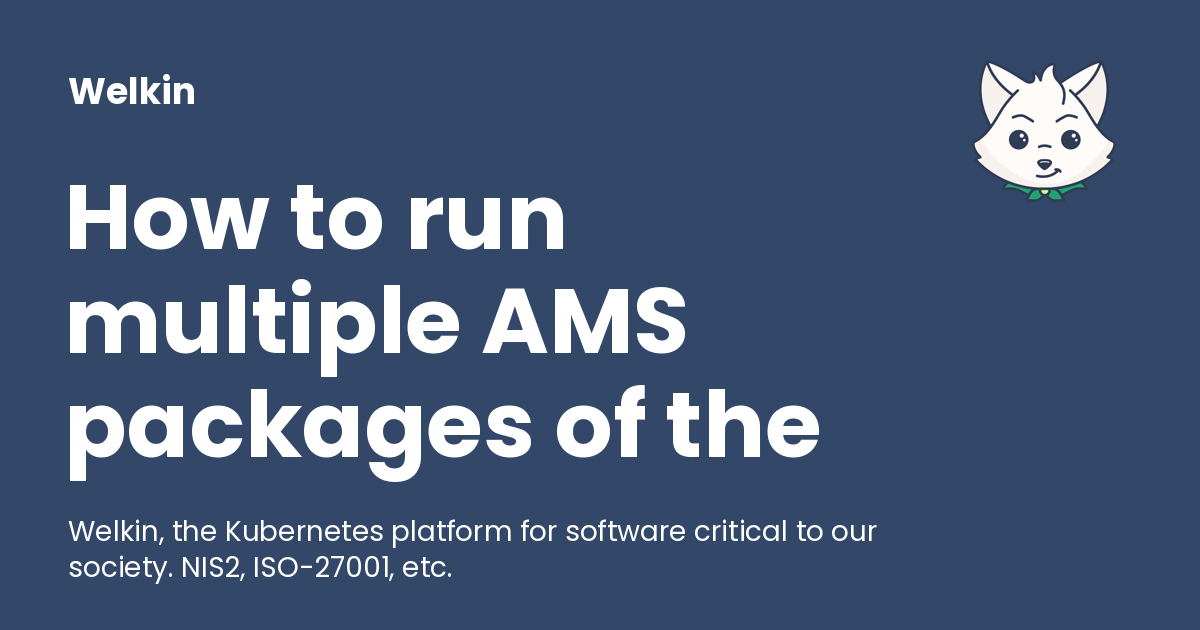 Welkin
How to run
multiple AMS
packages of the
Welkin, the Kubernetes platform for software critical to our
society. NIS2, ISO-27001, etc.